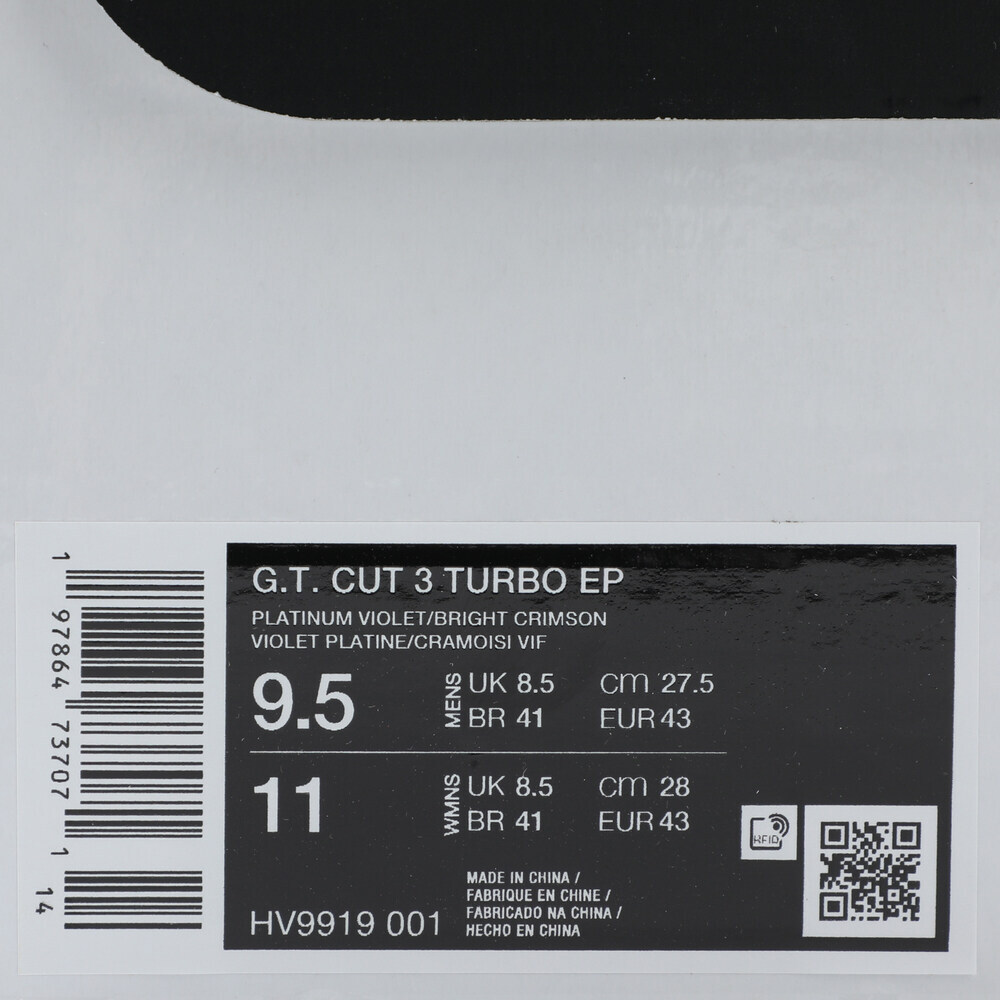 G.T. CUT 3 TURBO EP
PLATINUM VIOLET/BRIGHT CRIMSON
VIOLET PLATINE/CRAMOISI VIF
9.5
MENS
UK 8.5 cm 27.5
BR 41 EUR 43
11
WMNS
UK 8.5 cm 28
BR 41 EUR 43
HV9919 001
MADE IN CHINA /
FABRIQUE EN CHINE /
FABRICADO NA CHINA /
HECHO EN CHINA
RFID
1 97864 73707 1 14